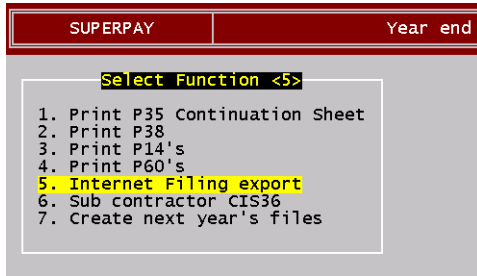 SUPERPAY Year end
Select Function <5>
1. Print P35 Continuation Sheet
2. Print P38
3. Print P14's
4. Print P60's
5. Internet Filing export
6. Sub contractor CIS36
7. Create next year's files